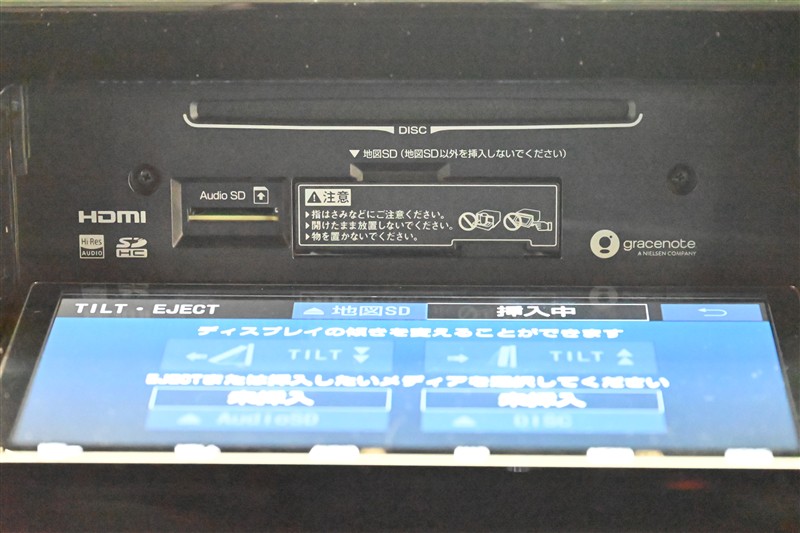 DISC
▼ 地図SD（地図SD以外を挿入しないでください）
Audio SD
注意
▶指はさみなどにご注意ください。
▶開けたまま放置しないでください。
▶物を置かないでください。
HDMI
Hi Res AUDIO
SD HC
gracenote
A NIELSEN COMPANY
TILT・EJECT
地図SD
挿入中
ディスプレイの傾きを変えることができます
TILT
TILT
EJECTまたは挿入したいメディアを選択してください
未挿入
未挿入
AudioSD
DISC